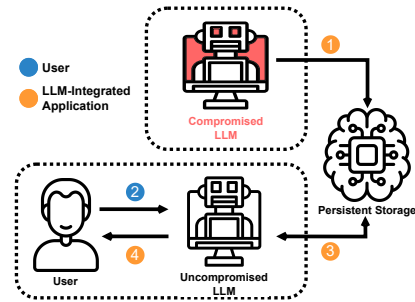 User
LLM-Integrated
Application
1
Compromised
LLM
2
4
3
Persistent Storage
User
Uncompromised
LLM